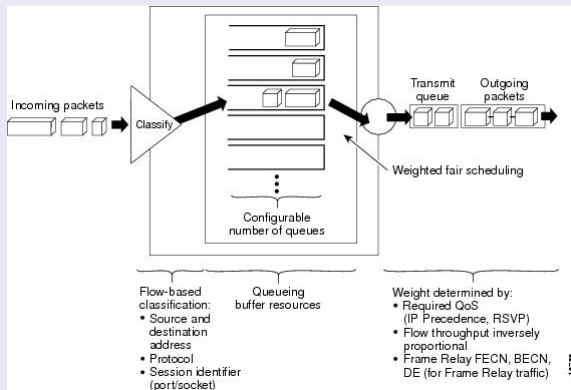 Incoming packets
Classify
Transmit
queue
Outgoing
packets
Weighted fair scheduling
Configurable
number of queues
Flow-based
classification:
• Source and
destination
address
• Protocol
• Session identifier
(port/socket)
Queueing
buffer resources
Weight determined by:
• Required QoS
(IP Precedence, RSVP)
• Flow throughput inversely
proportional
• Frame Relay FECN, BECN,
DE (for Frame Relay traffic)